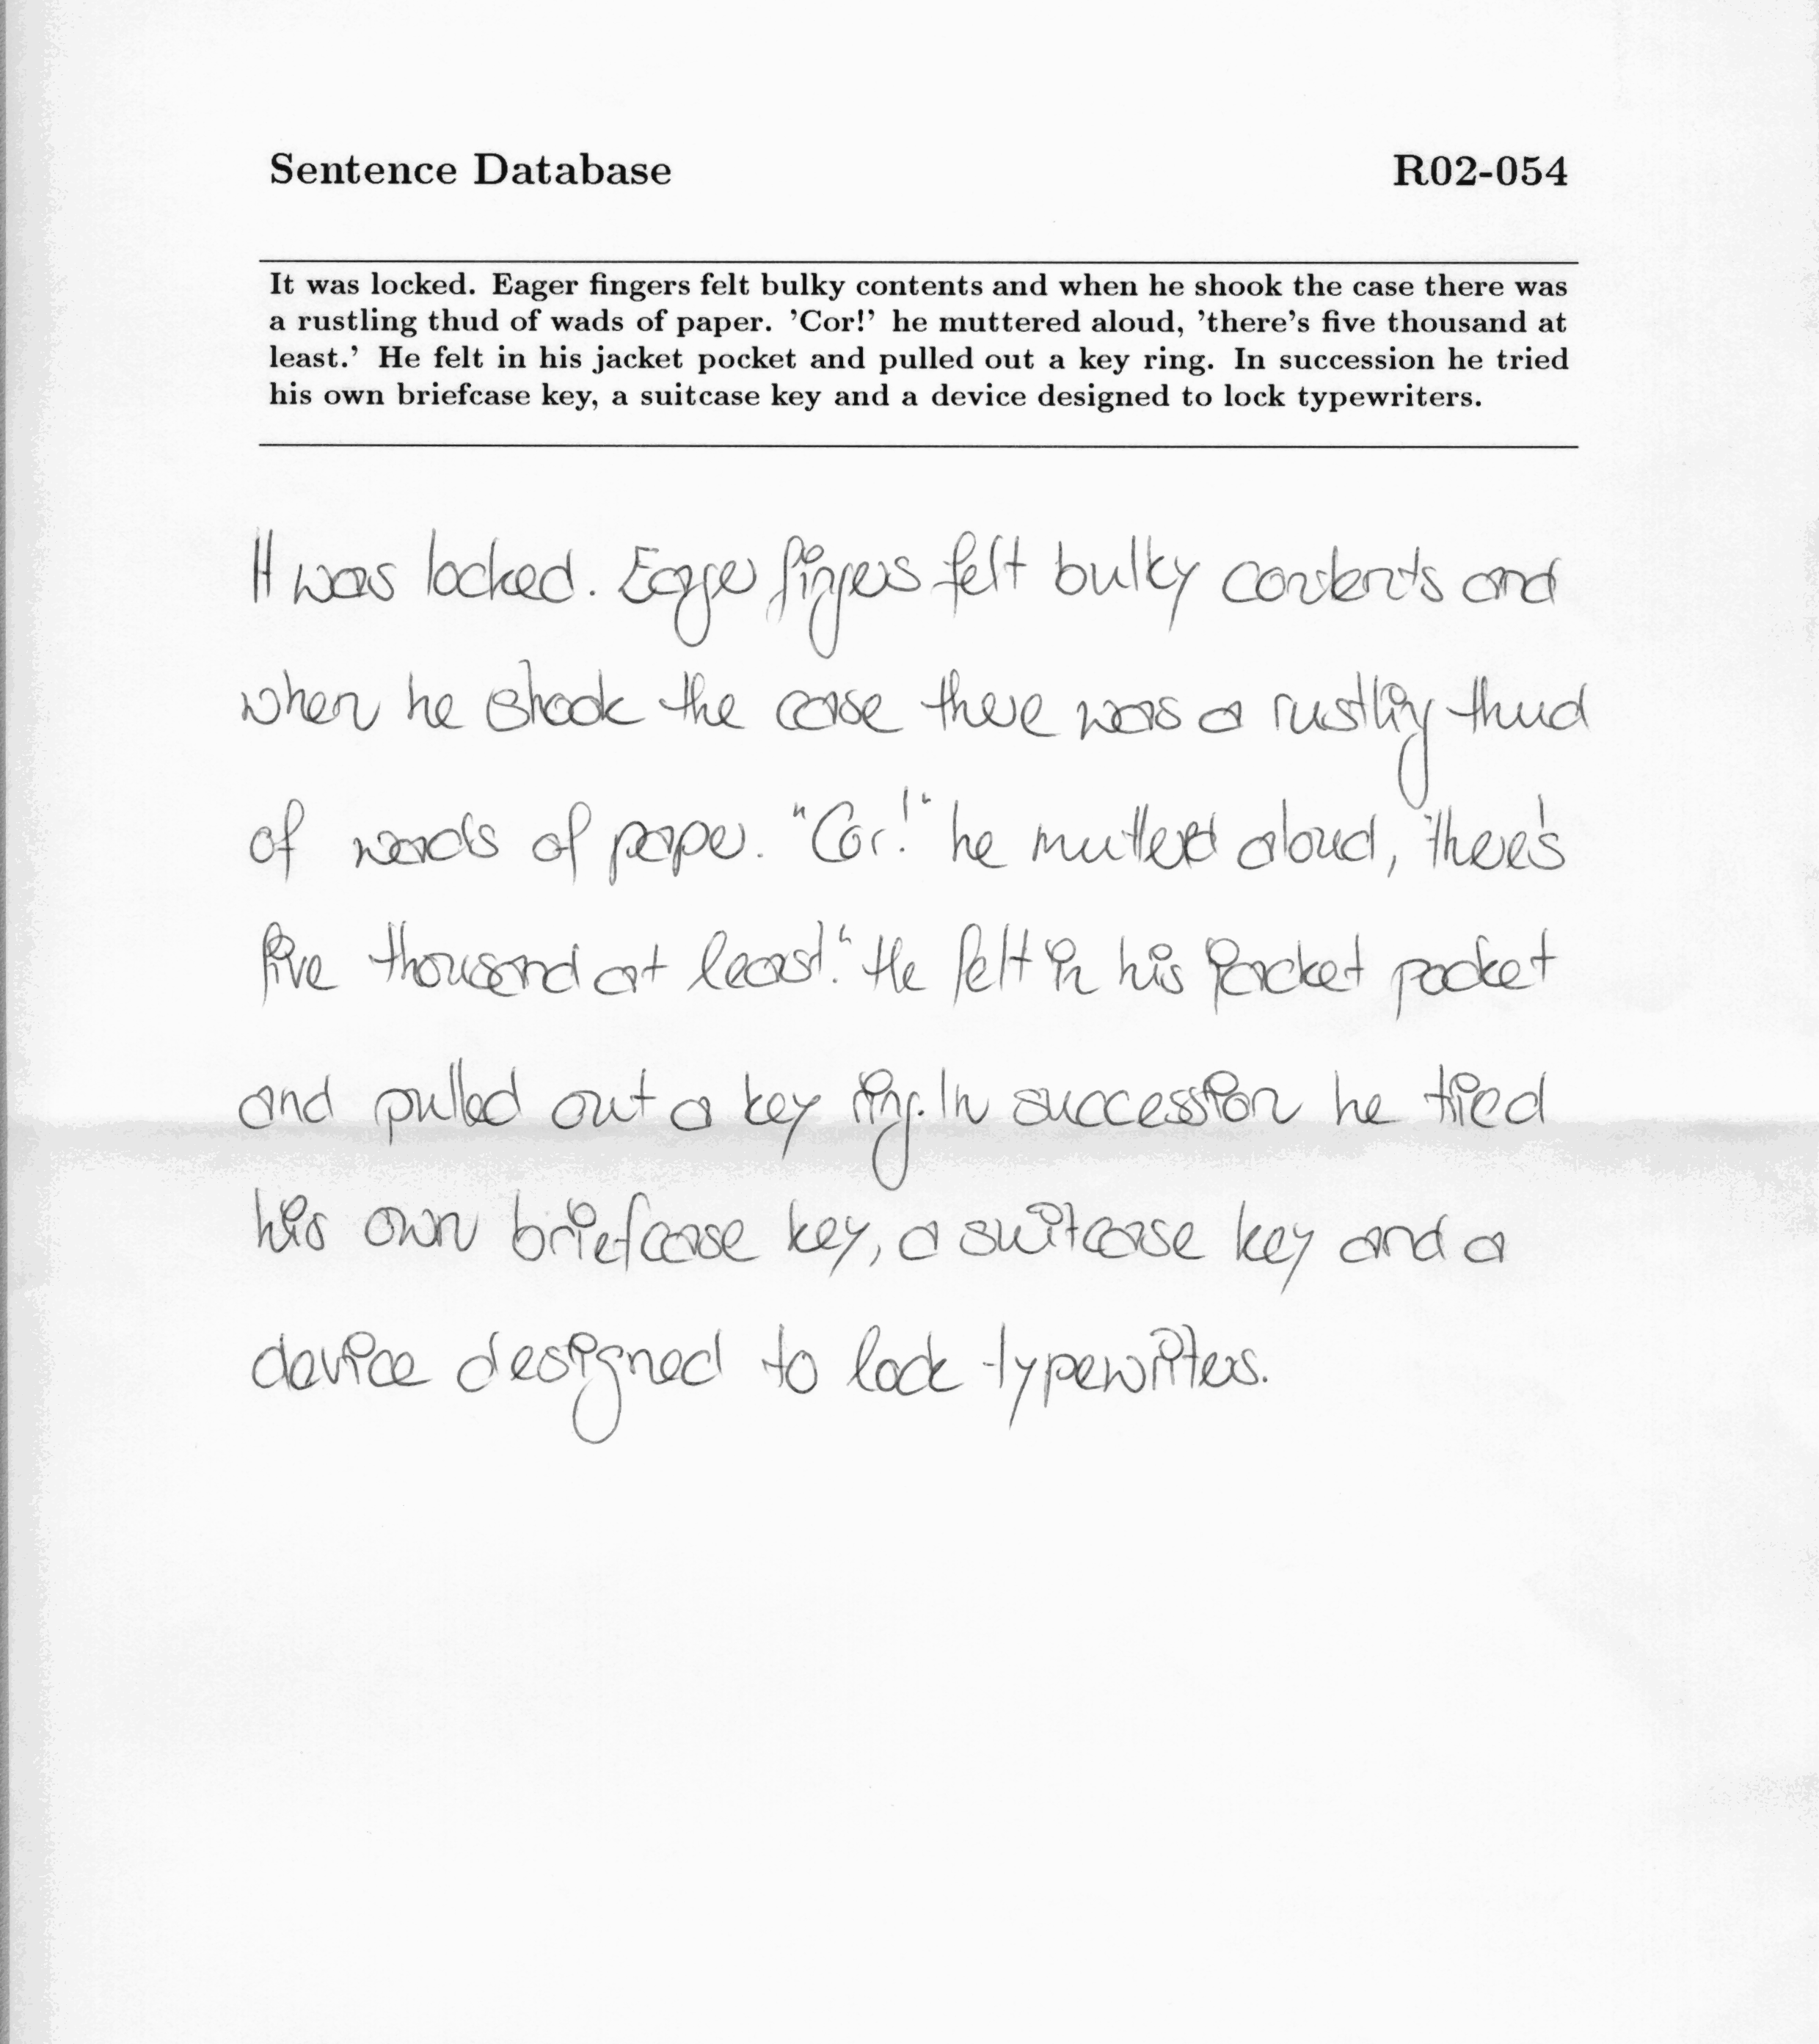 Sentence Database R02-054
It was locked. Eager fingers felt bulky contents and when he shook the case there was
a rustling thud of wads of paper. 'Cor!' he muttered aloud, 'there's five thousand at
least.' He felt in his jacket pocket and pulled out a key ring. In succession he tried
his own briefcase key, a suitcase key and a device designed to lock typewriters.
It was locked. Eager fingers felt bulky contents and
when he shook the case there was a rustling thud
of wads of paper. "Cor!" he muttered aloud, "there's
five thousand at least." He felt in his jacket pocket
and pulled out a key ring. In succession he tried
his own briefcase key, a suitcase key and a
device designed to lock typewriters.